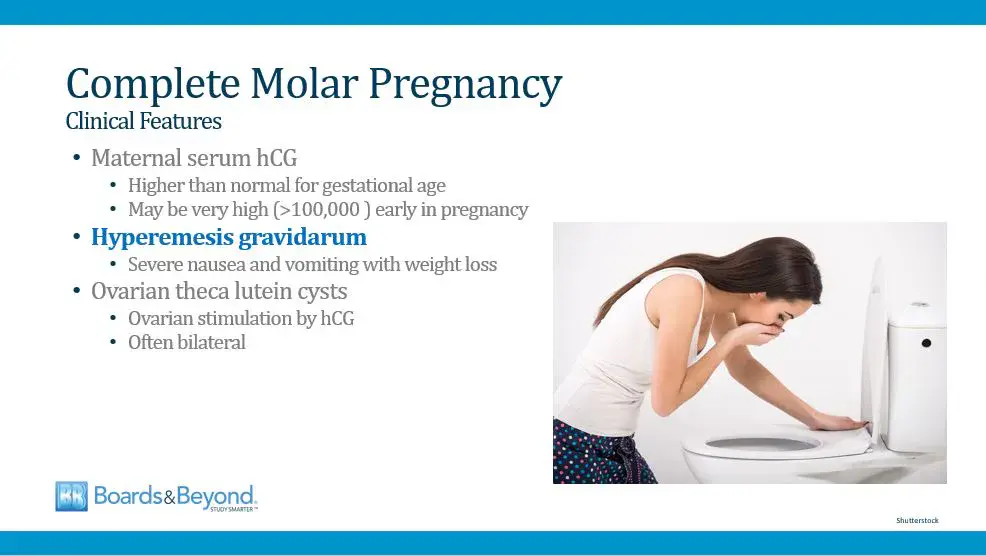 Complete Molar Pregnancy
Clinical Features
• Maternal serum hCG
• Higher than normal for gestational age
• May be very high (>100,000 ) early in pregnancy
• Hyperemesis gravidarum
• Severe nausea and vomiting with weight loss
• Ovarian theca lutein cysts
• Ovarian stimulation by hCG
• Often bilateral
BB Boards&Beyond®
STUDY SMARTER™
Shutterstock